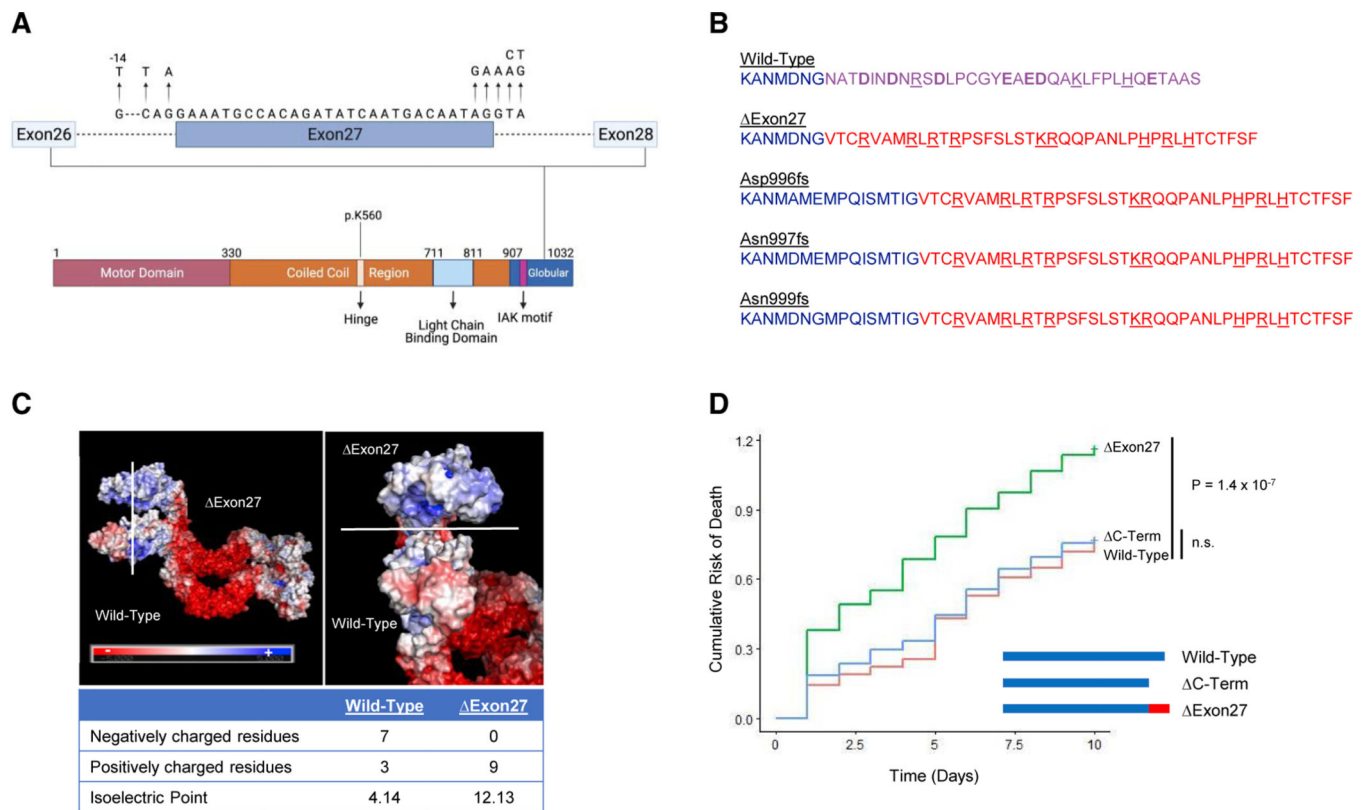 A
-14
T T A
G A A A G
C T
G---C A G G A A A T G C C A C A G A T A T C A A T G A C A A T A G G T A
Exon26
Exon27
Exon28
p.K560
1
330
711
811
907
1032
Motor Domain
Coiled Coil
Region
Globular
Hinge
Light Chain
Binding Domain
IAK motif
B
Wild-Type
KANMDNGNATDINDNRSDLPCGYEAEDQAKLFPLHQETAAS
ΔExon27
KANMDNGVTCRVAMRLRTRPSFSLSTKRQQPANLPHPRLHTCTFSF
Asp996fs
KANMAMEMPQISMTIGVTCRVAMRLRTRPSFSLSTKRQQPANLPHPRLHTCTFSF
Asn997fs
KANMDMEMPQISMTIGVTCRVAMRLRTRPSFSLSTKRQQPANLPHPRLHTCTFSF
Asn999fs
KANMDNGMPQISMTIGVTCRVAMRLRTRPSFSLSTKRQQPANLPHPRLHTCTFSF
C
ΔExon27
Wild-Type
-
+
ΔExon27
Wild-Type
Wild-Type ΔExon27
Negatively charged residues 7 0
Positively charged residues 3 9
Isoelectric Point 4.14 12.13
D
Cumulative Risk of Death
1.2
0.9
0.6
0.3
0.0
0 2.5 5 7.5 10
Time (Days)
ΔExon27
P = 1.4 x 10-7
ΔC-Term
Wild-Type
n.s.
Wild-Type
ΔC-Term
ΔExon27